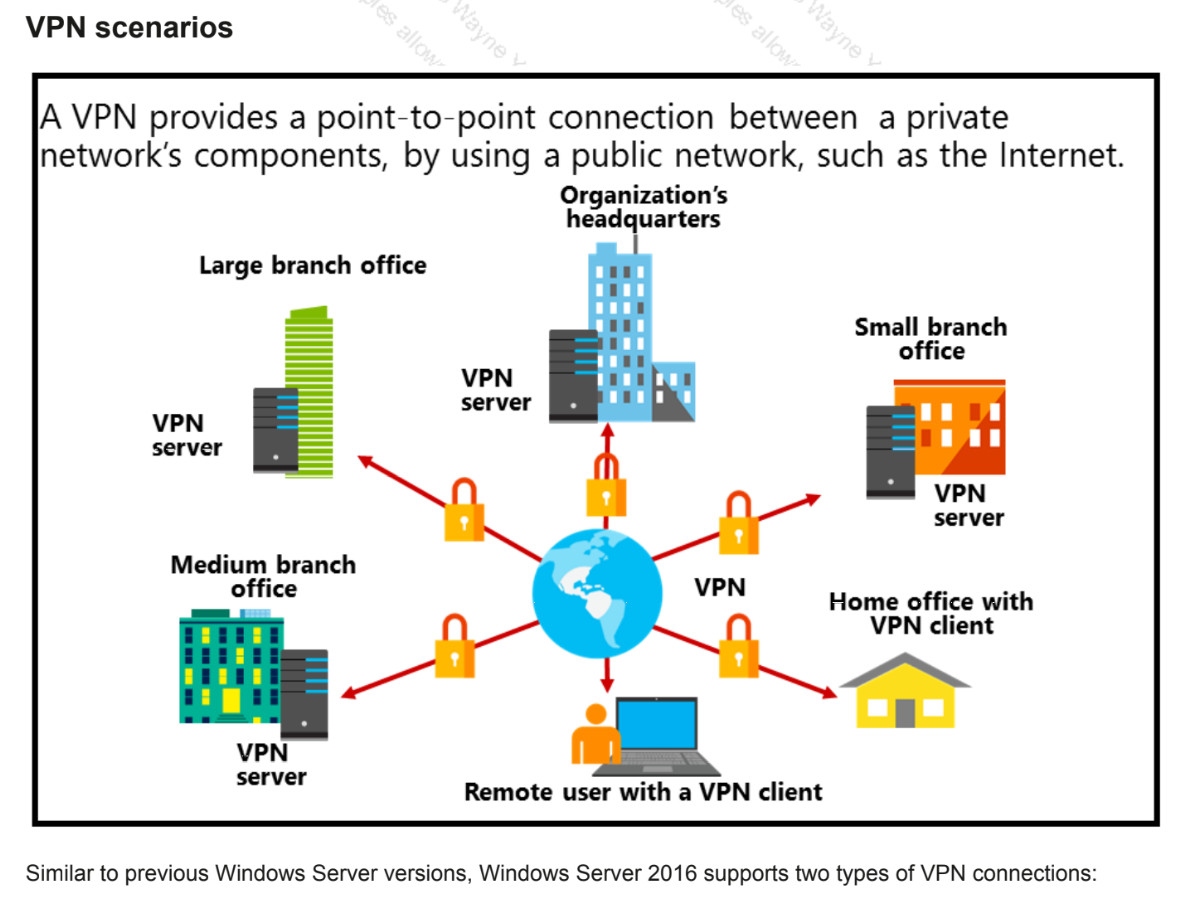 VPN scenarios
Wayne
Wayne
A VPN provides a point-to-point connection between a private
network's components, by using a public network, such as the Internet.
Organization's
headquarters
Large branch office
Small branch
office
VPN
server
VPN
server
VPN
server
Medium branch
office
VPN
Home office with
VPN client
VPN
server
Remote user with a VPN client
Similar to previous Windows Server versions, Windows Server 2016 supports two types of VPN connections: